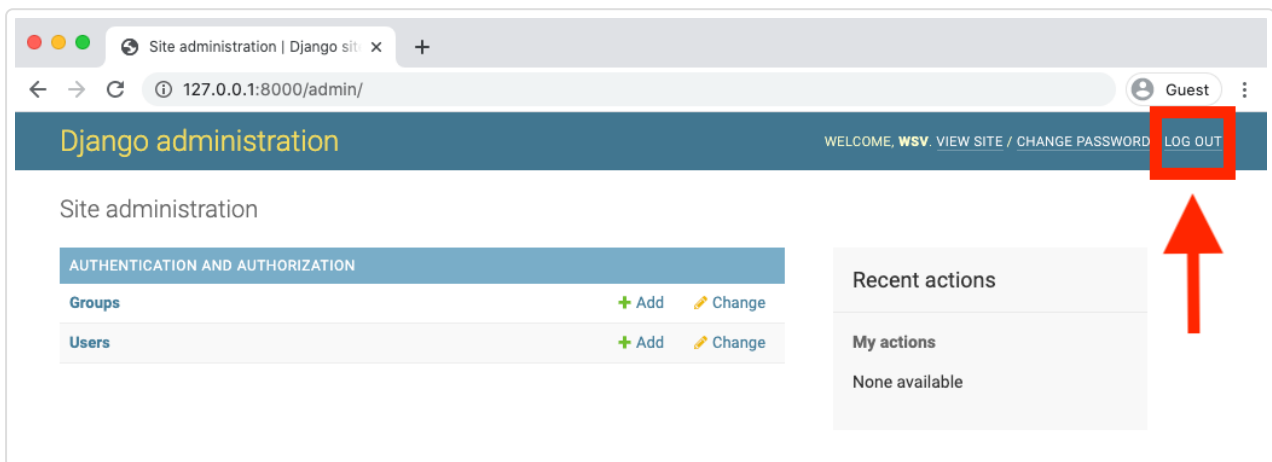 Site administration | Django sit
127.0.0.1:8000/admin/
Guest
Django administration
WELCOME, WSV. VIEW SITE / CHANGE PASSWORD LOG OUT
Site administration
AUTHENTICATION AND AUTHORIZATION
Groups + Add Change
Users + Add Change
Recent actions
My actions
None available